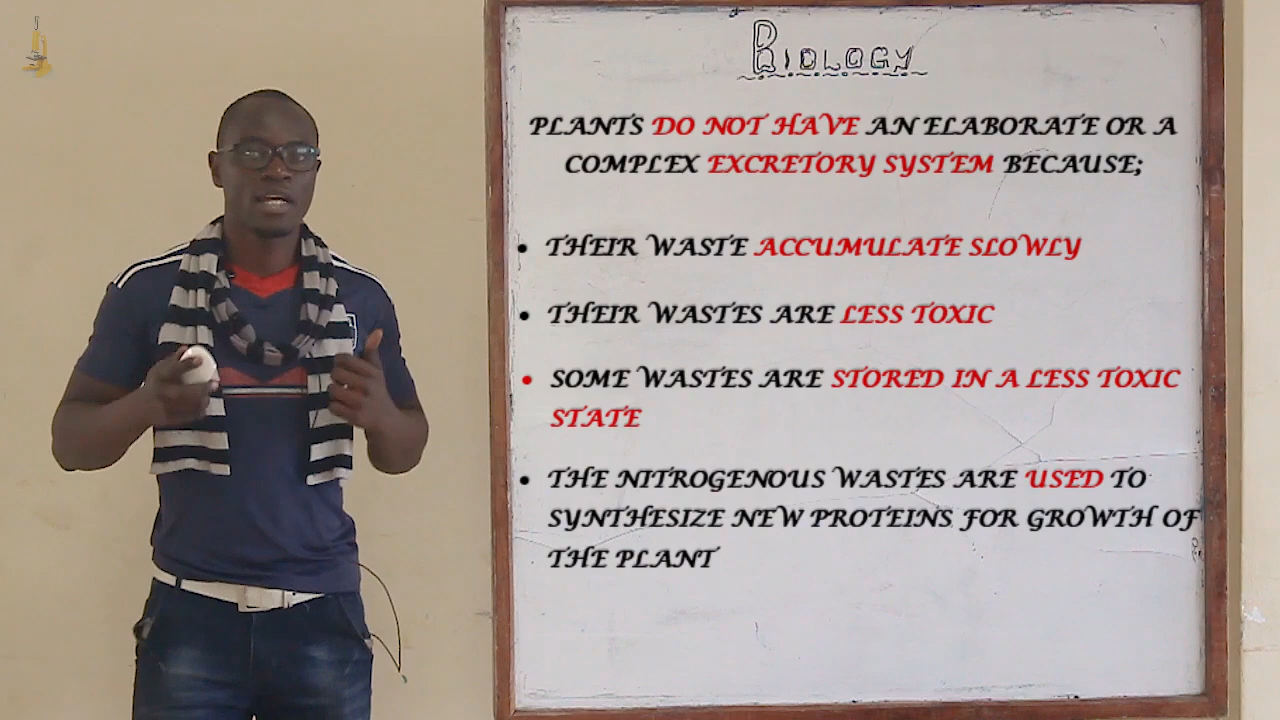 BIOLOGY
PLANTS DO NOT HAVE AN ELABORATE OR A
COMPLEX EXCRETORY SYSTEM BECAUSE;
• THEIR WASTE ACCUMULATE SLOWLY
• THEIR WASTES ARE LESS TOXIC
• SOME WASTES ARE STORED IN A LESS TOXIC
STATE
• THE NITROGENOUS WASTES ARE USED TO
SYNTHESIZE NEW PROTEINS FOR GROWTH OF
THE PLANT